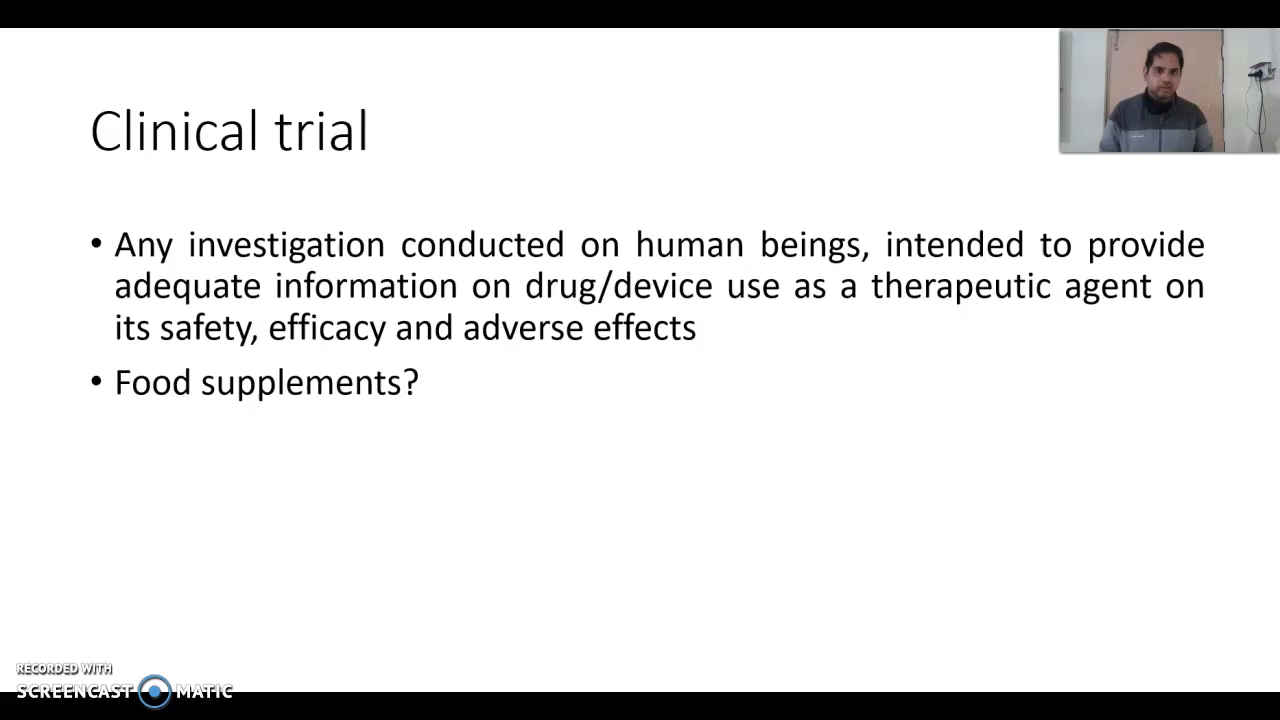 Clinical trial
• Any investigation conducted on human beings, intended to provide
adequate information on drug/device use as a therapeutic agent on
its safety, efficacy and adverse effects
• Food supplements?
RECORDED WITH
SCREENCAST MATIC